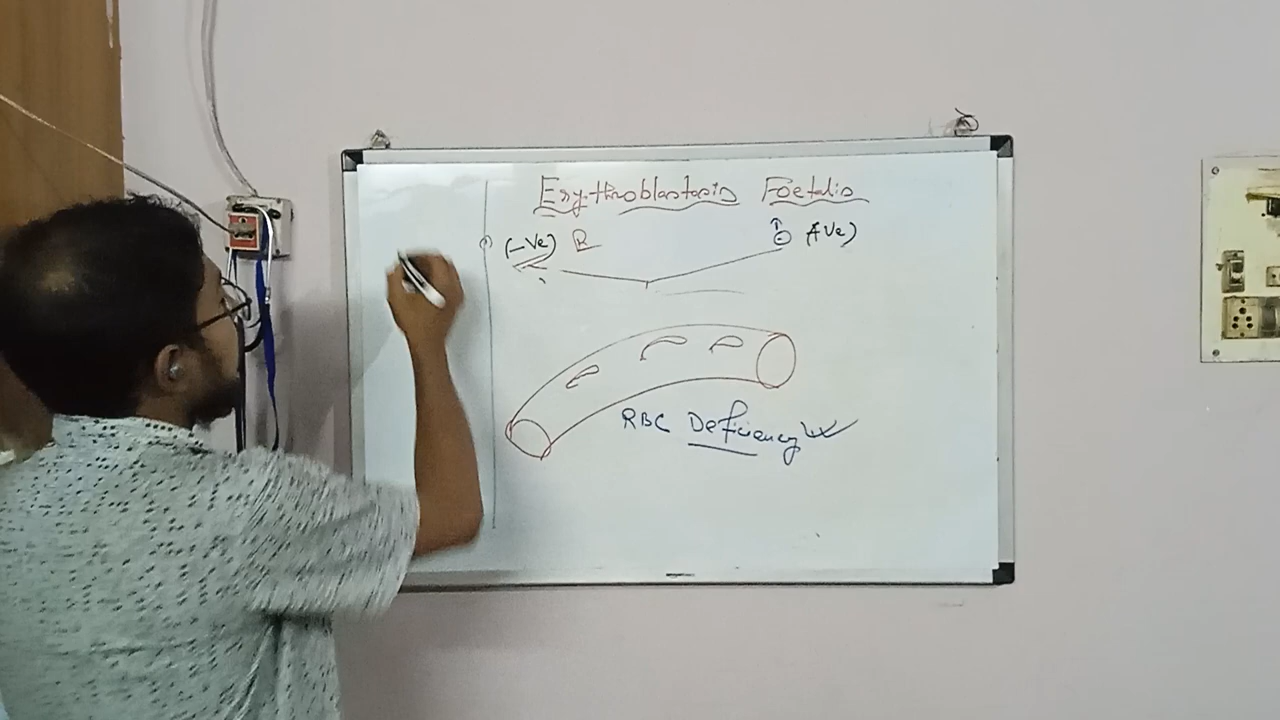 Erythroblastosis Foetalis
(-Ve) R (+Ve)
RBC Deficiency